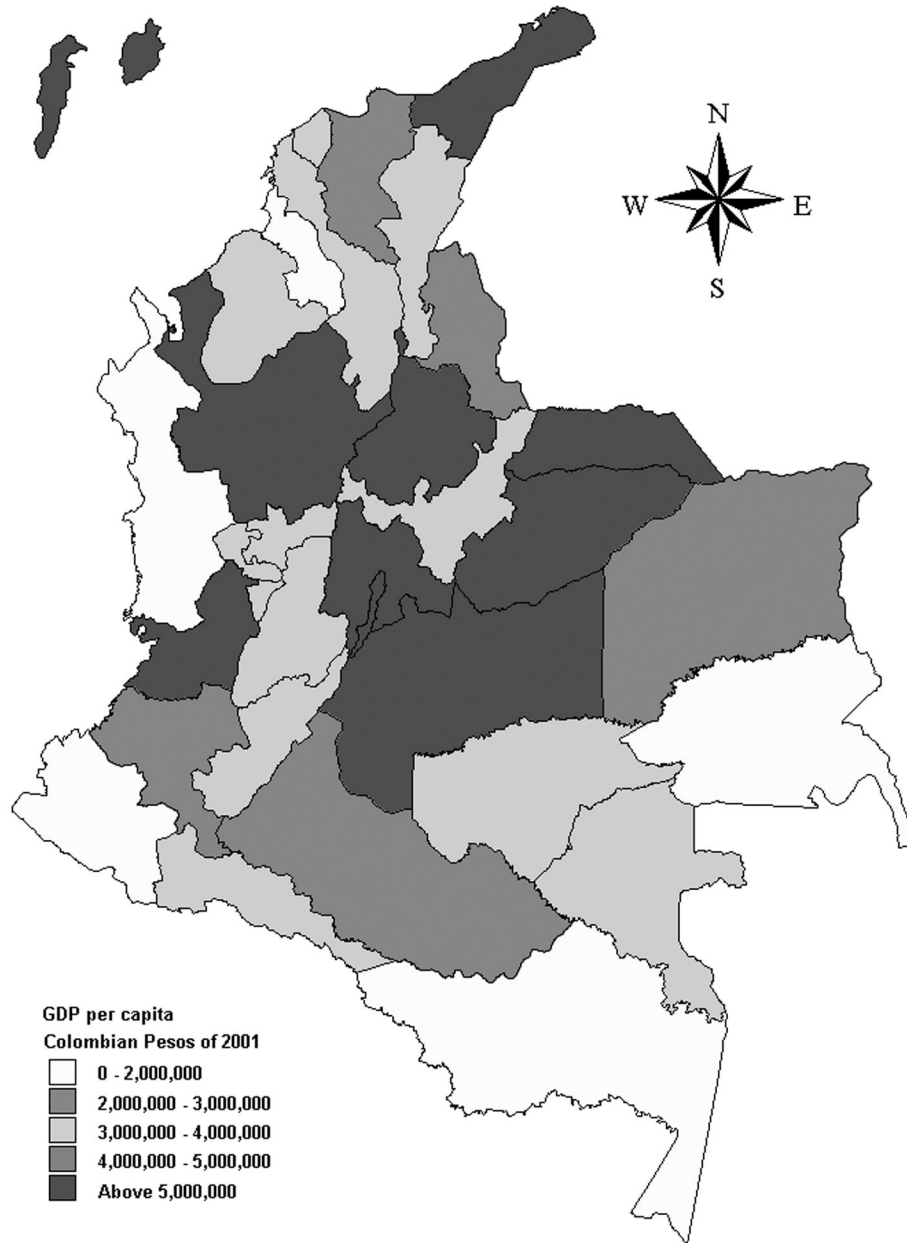 N
W E
S
GDP per capita
Colombian Pesos of 2001
0 - 2,000,000
2,000,000 - 3,000,000
3,000,000 - 4,000,000
4,000,000 - 5,000,000
Above 5,000,000